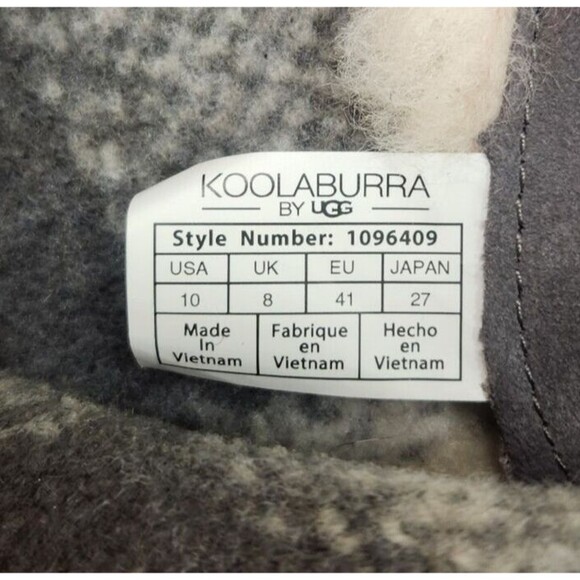 KOOLABURRA
BY UGG
Style Number: 1096409
USA UK EU JAPAN
10 8 41 27
Made In Vietnam
Fabrique en Vietnam
Hecho en Vietnam